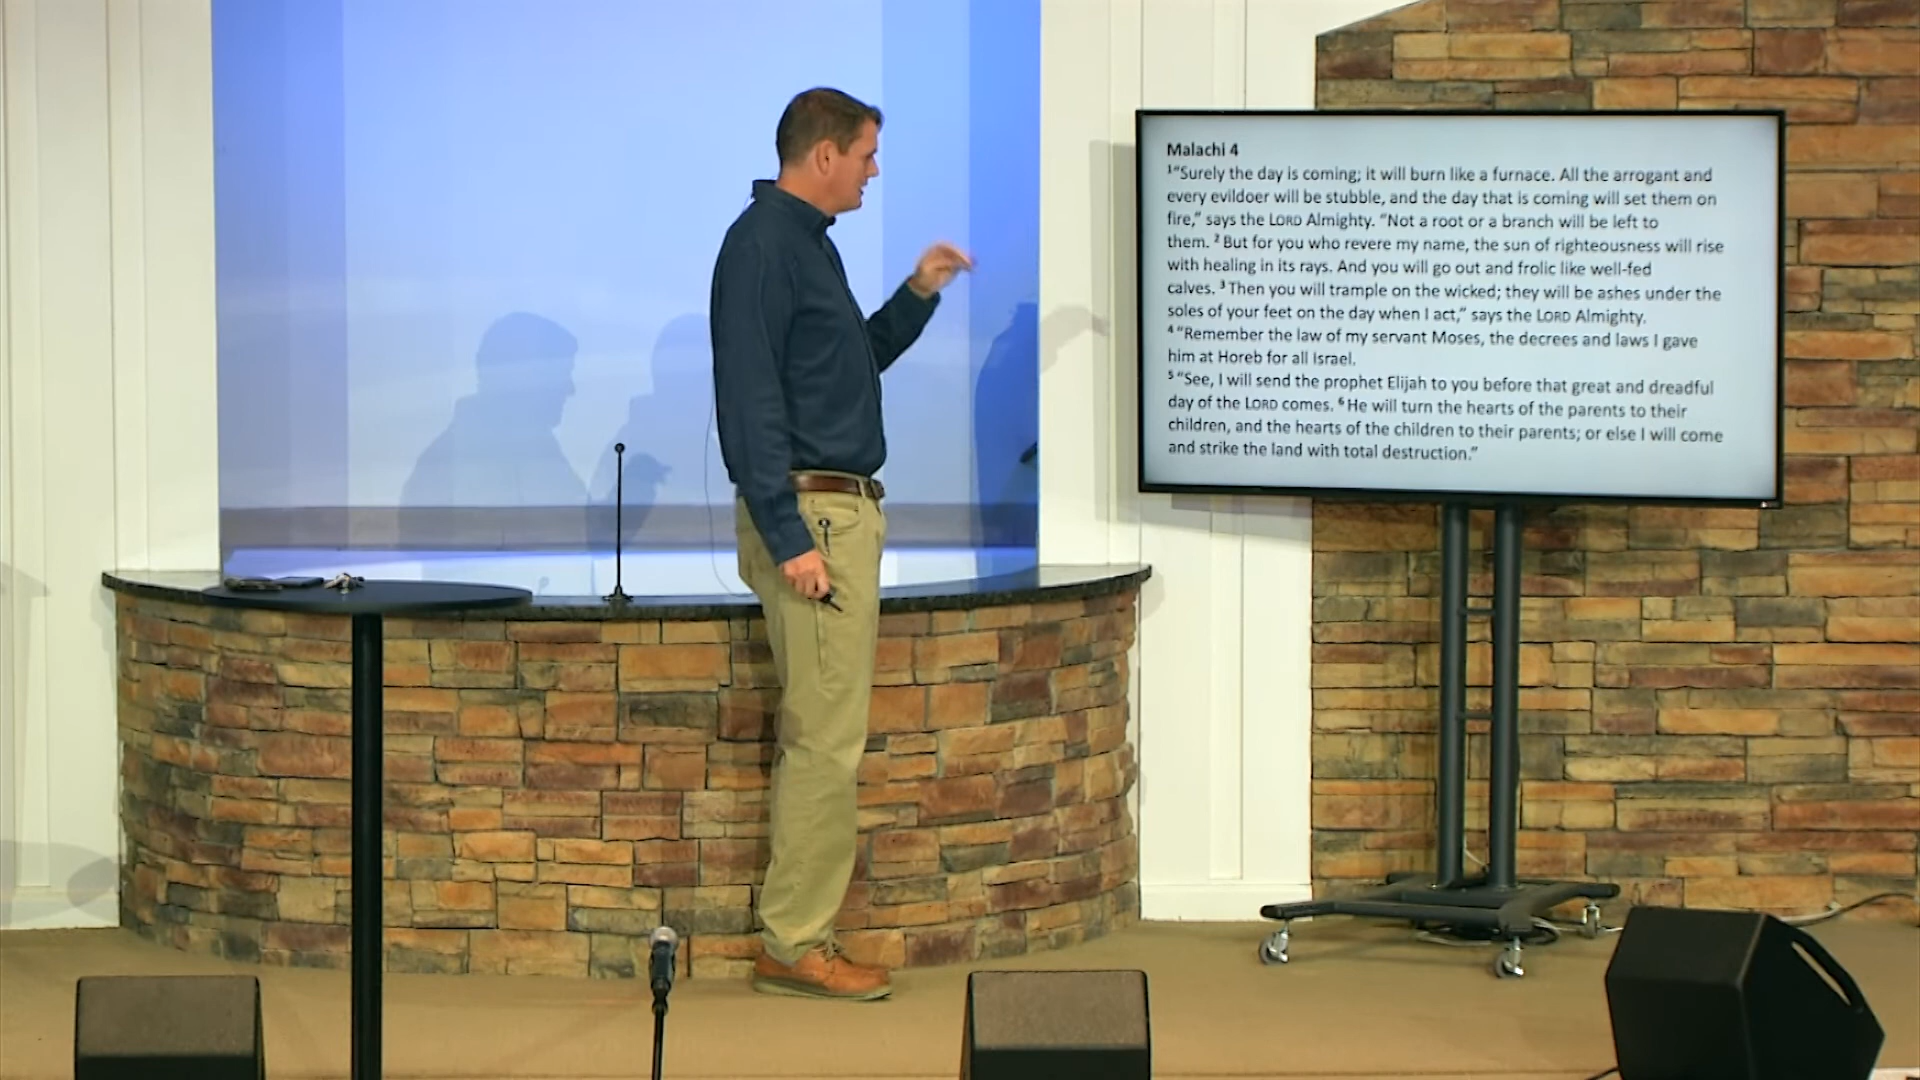 Malachi 4
¹“Surely the day is coming; it will burn like a furnace. All the arrogant and
every evildoer will be stubble, and the day that is coming will set them on
fire,” says the LORD Almighty. “Not a root or a branch will be left to
them. ² But for you who revere my name, the sun of righteousness will rise
with healing in its rays. And you will go out and frolic like well-fed
calves. ³ Then you will trample on the wicked; they will be ashes under the
soles of your feet on the day when I act,” says the LORD Almighty.
⁴ “Remember the law of my servant Moses, the decrees and laws I gave
him at Horeb for all Israel.
⁵ “See, I will send the prophet Elijah to you before that great and dreadful
day of the LORD comes. ⁶ He will turn the hearts of the parents to their
children, and the hearts of the children to their parents; or else I will come
and strike the land with total destruction.”